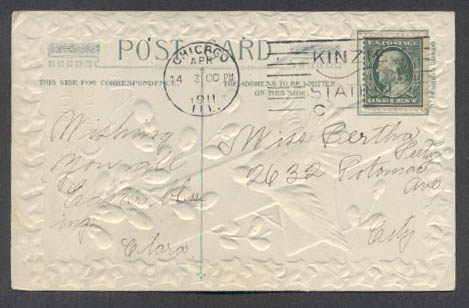 POST CARD
THIS SIDE FOR CORRESPONDENCE.
THE ADDRESS TO BE WRITTEN
ON THIS SIDE
CHICAGO
APR
14 3 00 PM
1911
ILL.
KINZ
STATI
C
U.S. POSTAGE
ONE CENT
Wishing
you all
Easter bless
ing.
Clara.
Miss Bertha
2632 Potomac
Ave
City